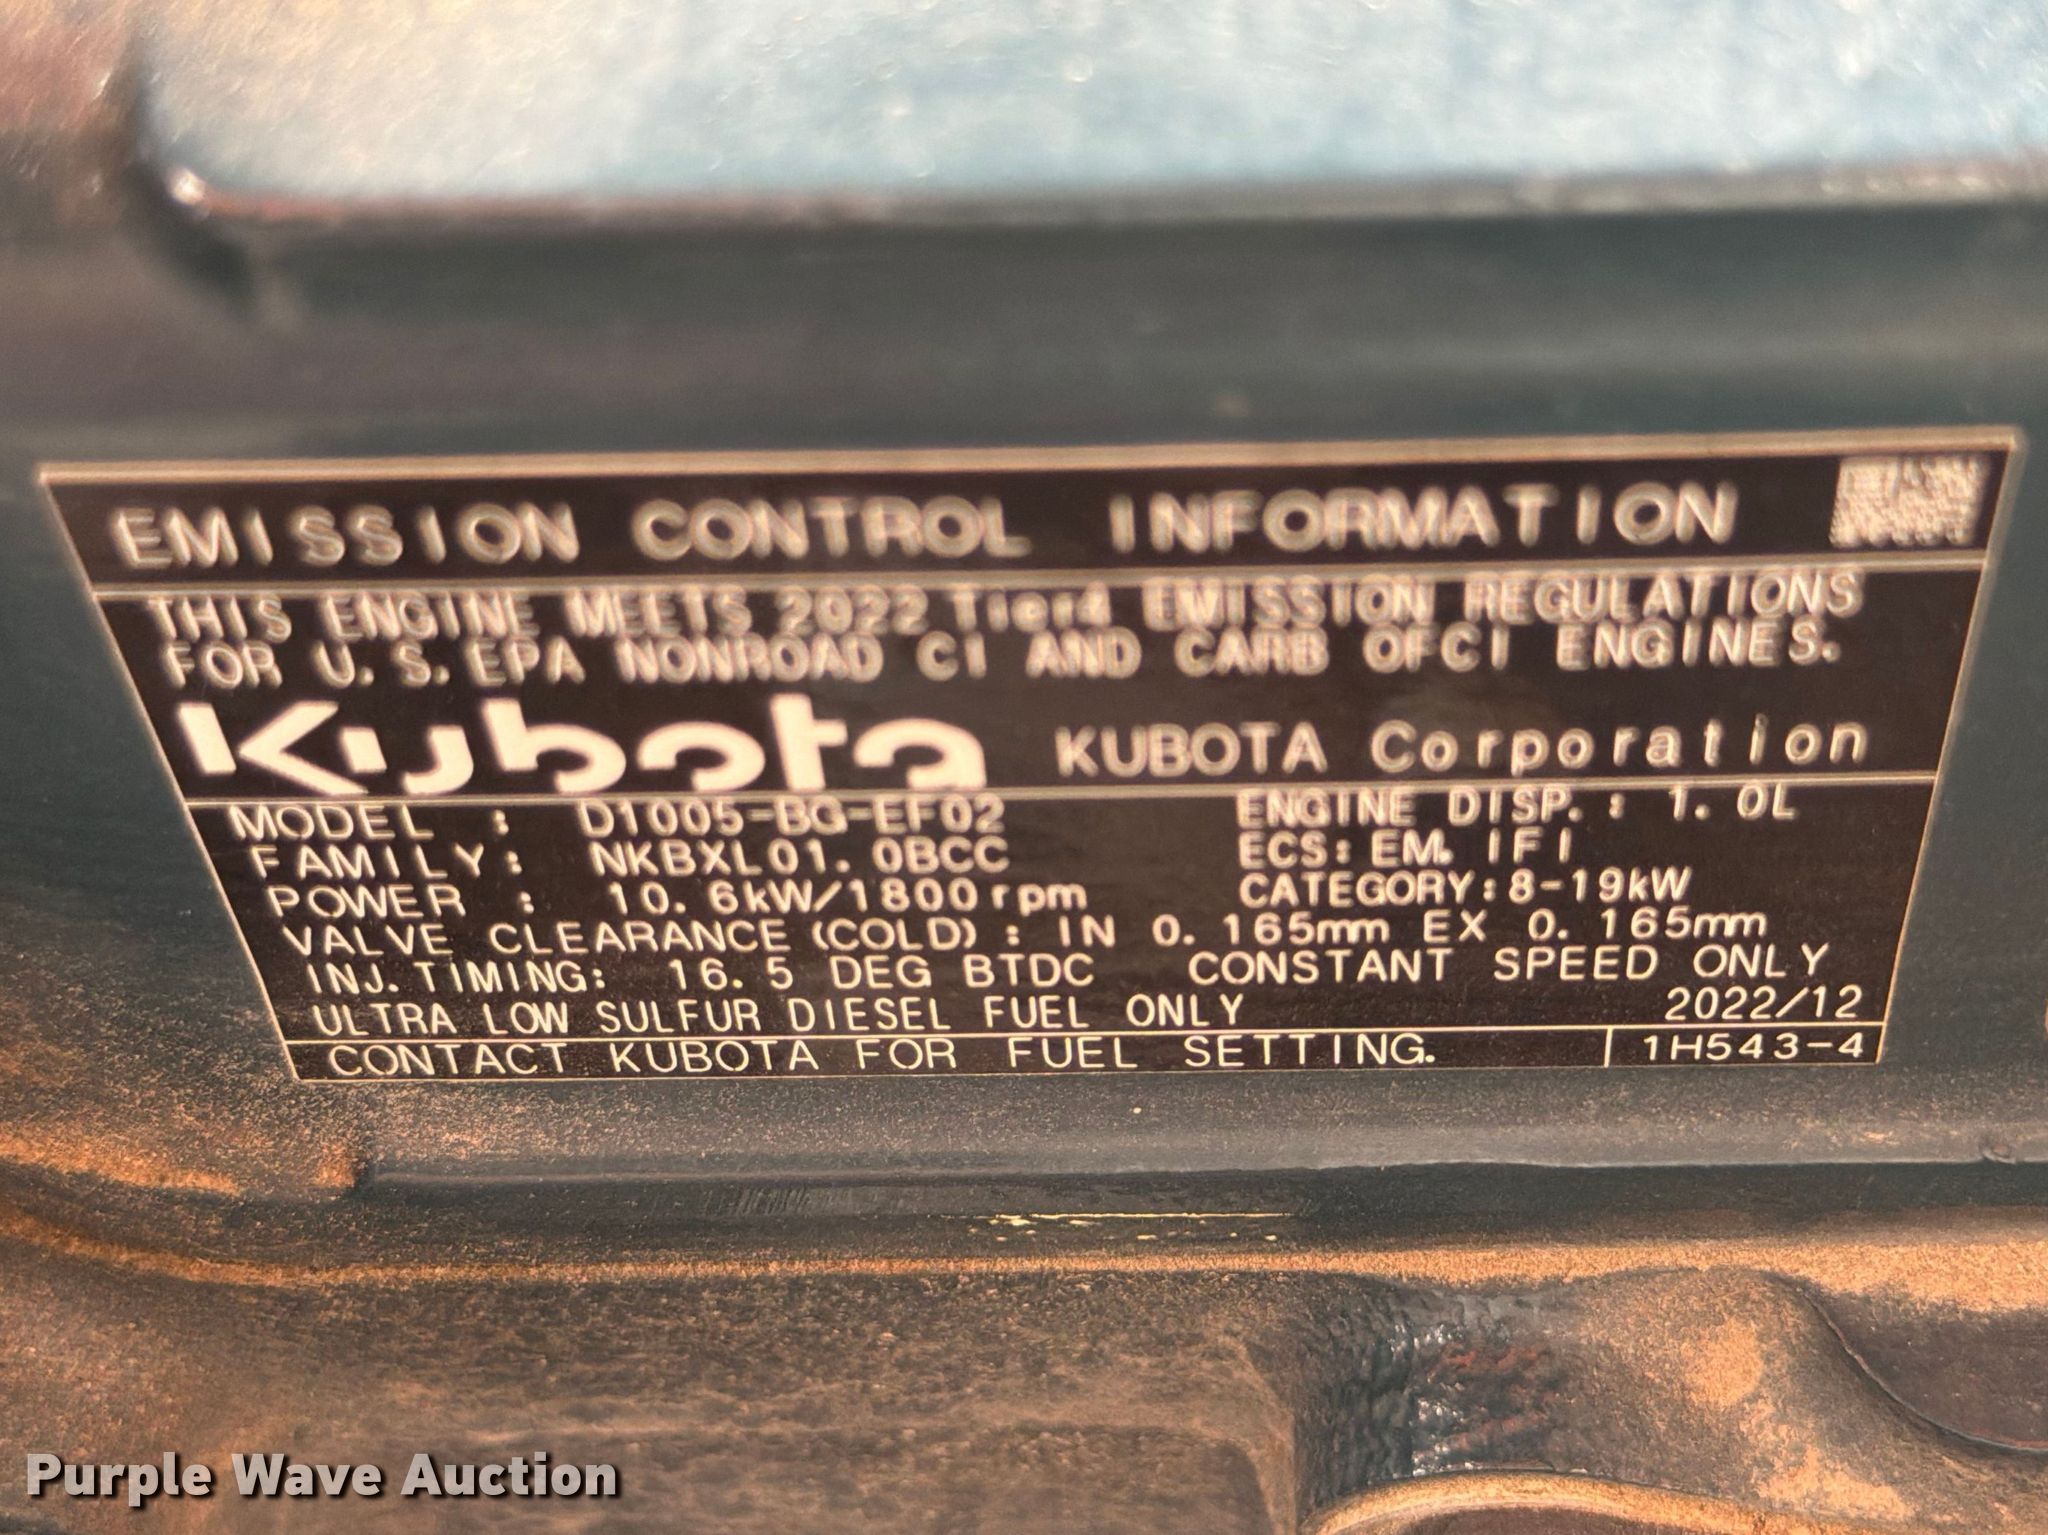 EMISSION CONTROL INFORMATION
THIS ENGINE MEETS 2022 Tier4 EMISSION REGULATIONS
FOR U.S.EPA NONROAD CI AND CARB OFCI ENGINES.
Kubota KUBOTA Corporation
MODEL : D1005-BG-EF02 ENGINE DISP. : 1.0L
FAMILY: NKBXL01.0BCC ECS: EM. IFI
POWER : 10.6kW/1800rpm CATEGORY:8-19kW
VALVE CLEARANCE (COLD) : IN 0.165mm EX 0.165mm
INJ.TIMING: 16.5 DEG BTDC CONSTANT SPEED ONLY
ULTRA LOW SULFUR DIESEL FUEL ONLY 2022/12
CONTACT KUBOTA FOR FUEL SETTING. 1H543-4
Purple Wave Auction